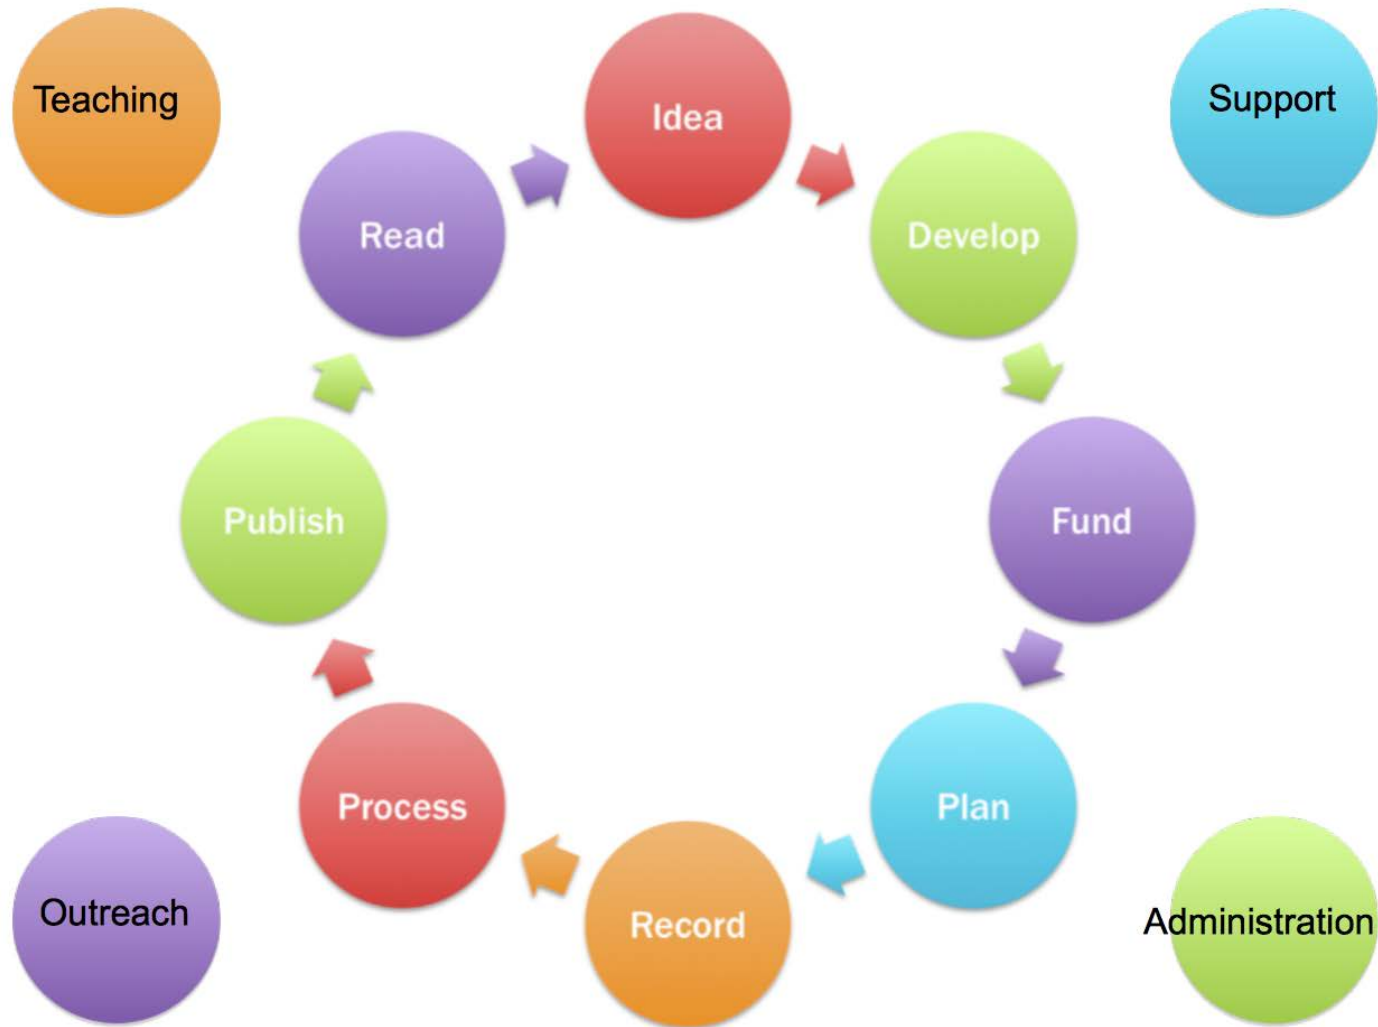 Teaching
Idea
Support
Read
Develop
Publish
Fund
Process
Plan
Outreach
Record
Administration